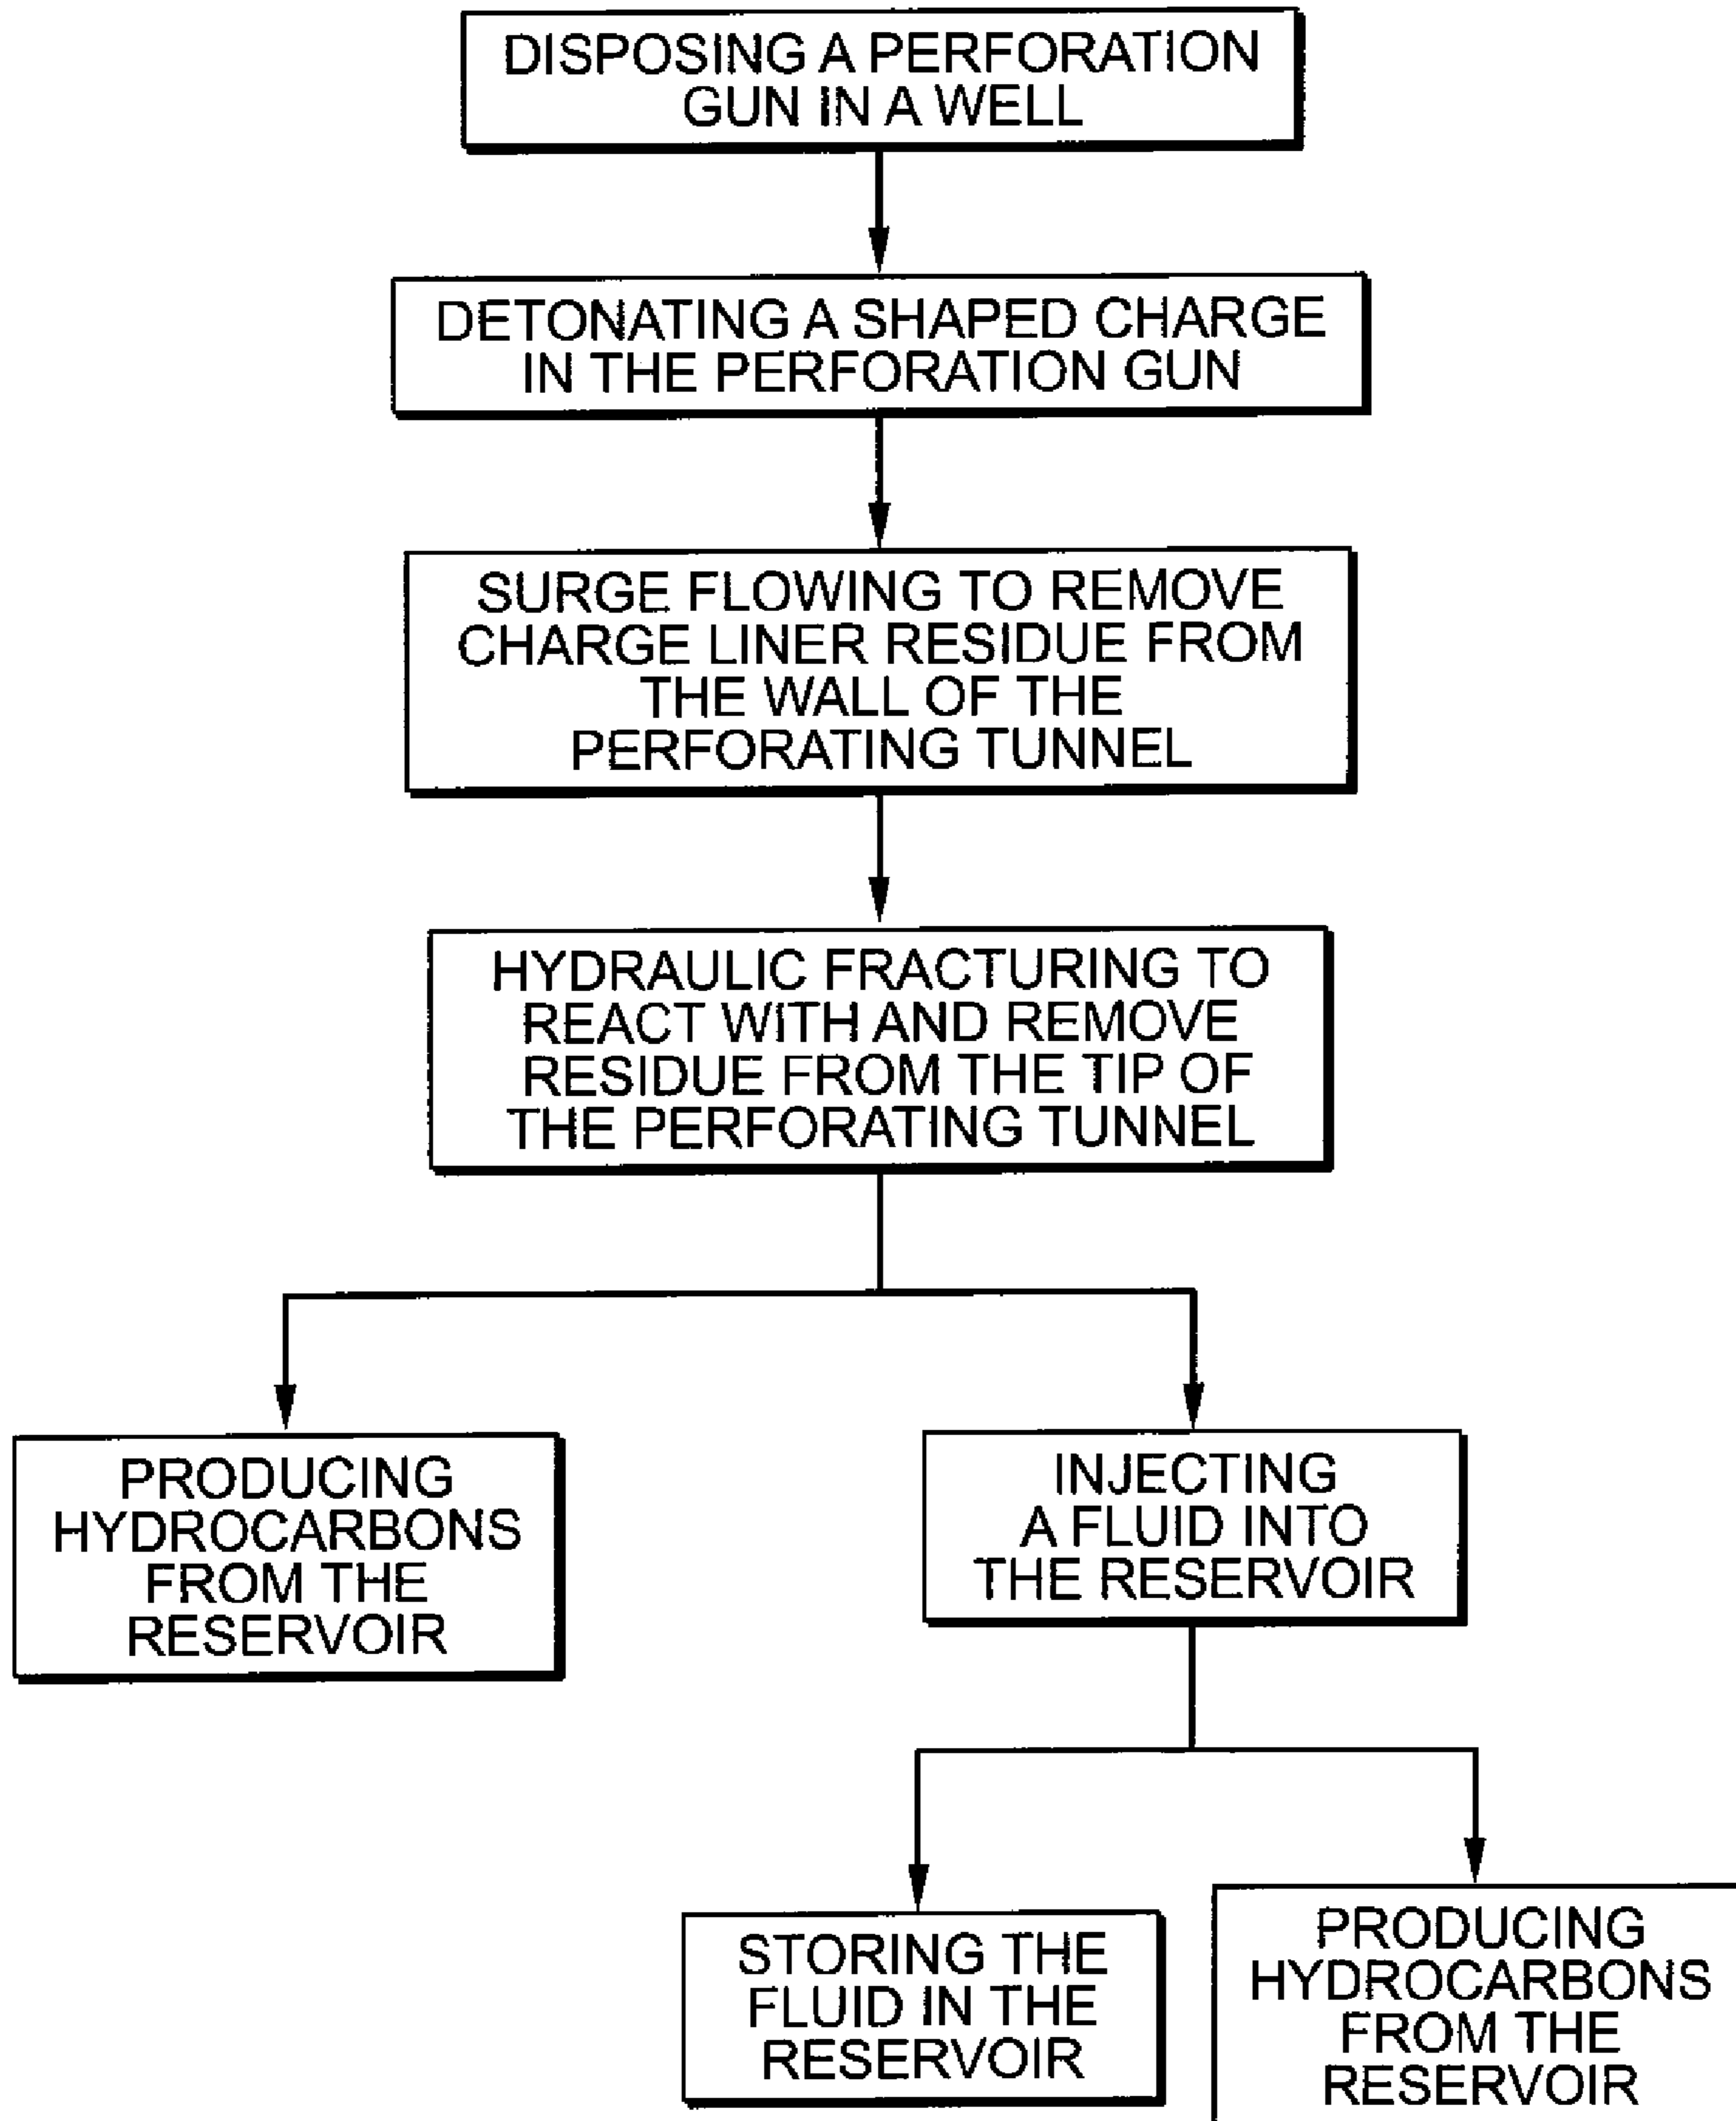 DISPOSING A PERFORATION
GUN IN A WELL
DETONATING A SHAPED CHARGE
IN THE PERFORATION GUN
SURGE FLOWING TO REMOVE
CHARGE LINER RESIDUE FROM
THE WALL OF THE
PERFORATING TUNNEL
HYDRAULIC FRACTURING TO
REACT WITH AND REMOVE
RESIDUE FROM THE TIP OF
THE PERFORATING TUNNEL
PRODUCING
HYDROCARBONS
FROM THE
RESERVOIR
INJECTING
A FLUID INTO
THE RESERVOIR
STORING THE
FLUID IN THE
RESERVOIR
PRODUCING
HYDROCARBONS
FROM THE
RESERVOIR